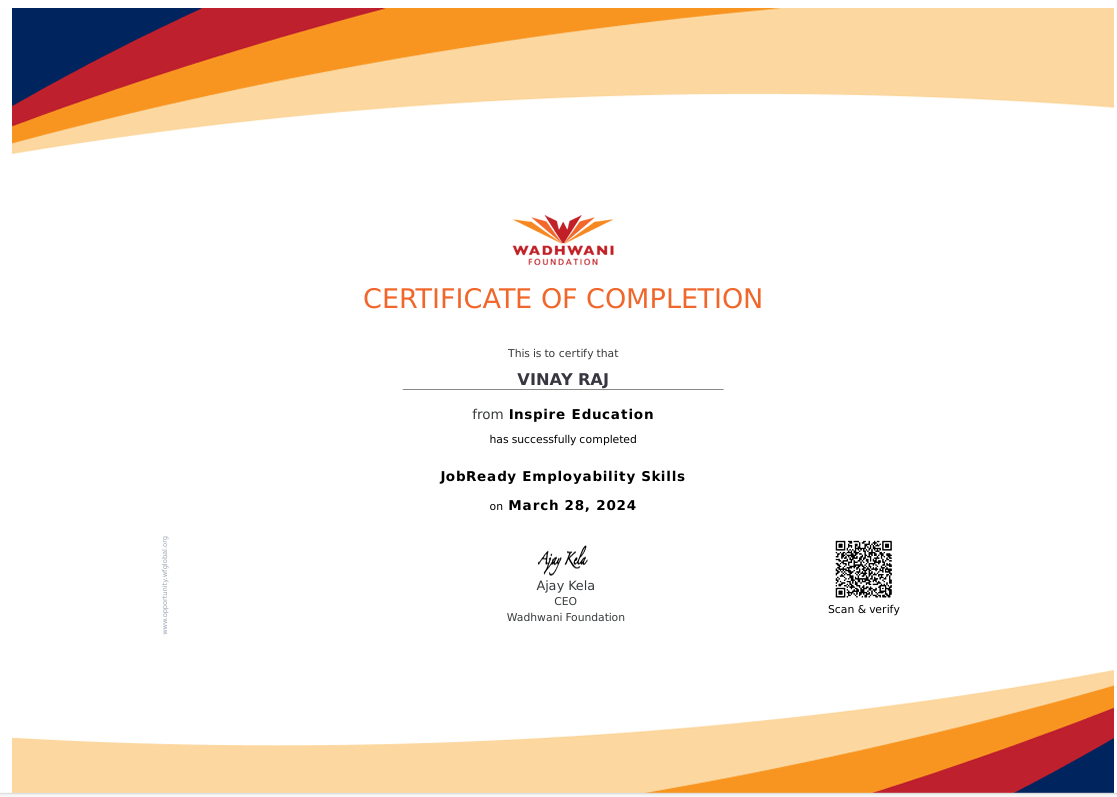 WADHWANI
FOUNDATION
CERTIFICATE OF COMPLETION
This is to certify that
VINAY RAJ
from Inspire Education
has successfully completed
JobReady Employability Skills
on March 28, 2024
Ajay Kela
Ajay Kela
CEO
Wadhwani Foundation
www.opportunity.wfglobal.org
Scan & verify